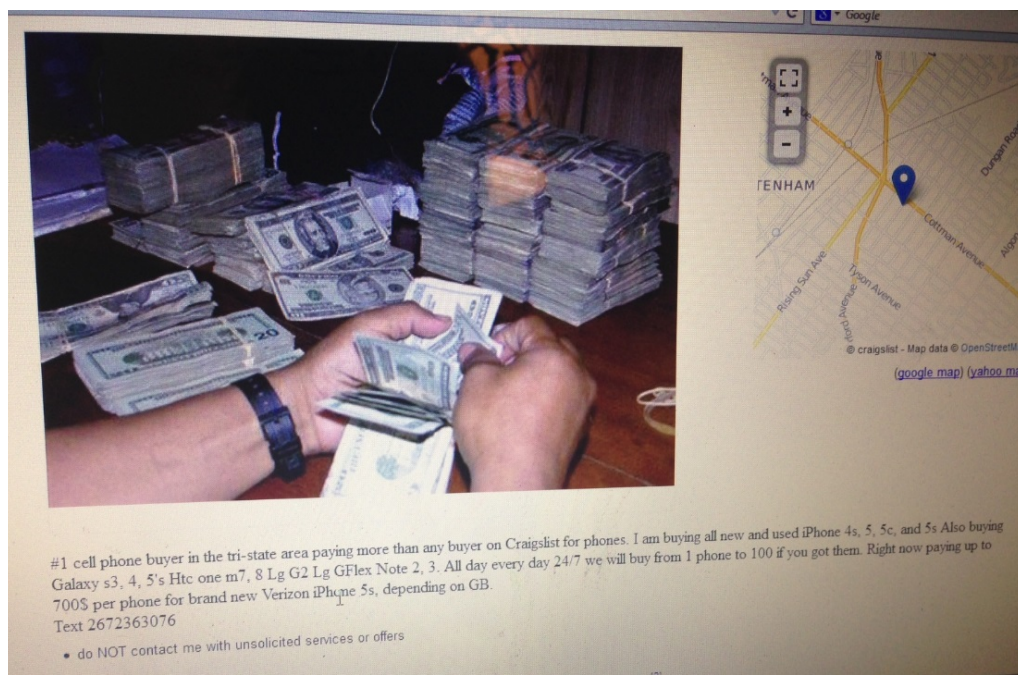 Google
TENHAM
Dungan Road
Cottman Avenue
Rising Sun Ave
Tyson Avenue
20
© craigslist - Map data © OpenStreetM
(google map) (yahoo ma
#1 cell phone buyer in the tri-state area paying more than any buyer on Craigslist for phones. I am buying all new and used iPhone 4s, 5, 5c, and 5s Also buying
Galaxy s3, 4, 5's Htc one m7, 8 Lg G2 Lg GFlex Note 2, 3. All day every day 24/7 we will buy from 1 phone to 100 if you got them. Right now paying up to
700$ per phone for brand new Verizon iPhone 5s, depending on GB.
Text 2672363076
• do NOT contact me with unsolicited services or offers